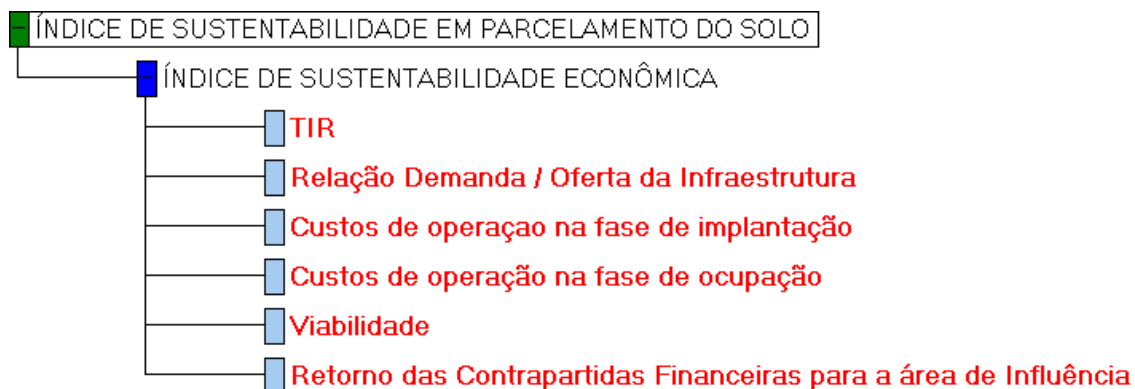 ÍNDICE DE SUSTENTABILIDADE EM PARCELAMENTO DO SOLO
ÍNDICE DE SUSTENTABILIDADE ECONÔMICA
TIR
Relação Demanda / Oferta da Infraestrutura
Custos de operaçao na fase de implantação
Custos de operação na fase de ocupação
Viabilidade
Retorno das Contrapartidas Financeiras para a área de Influência